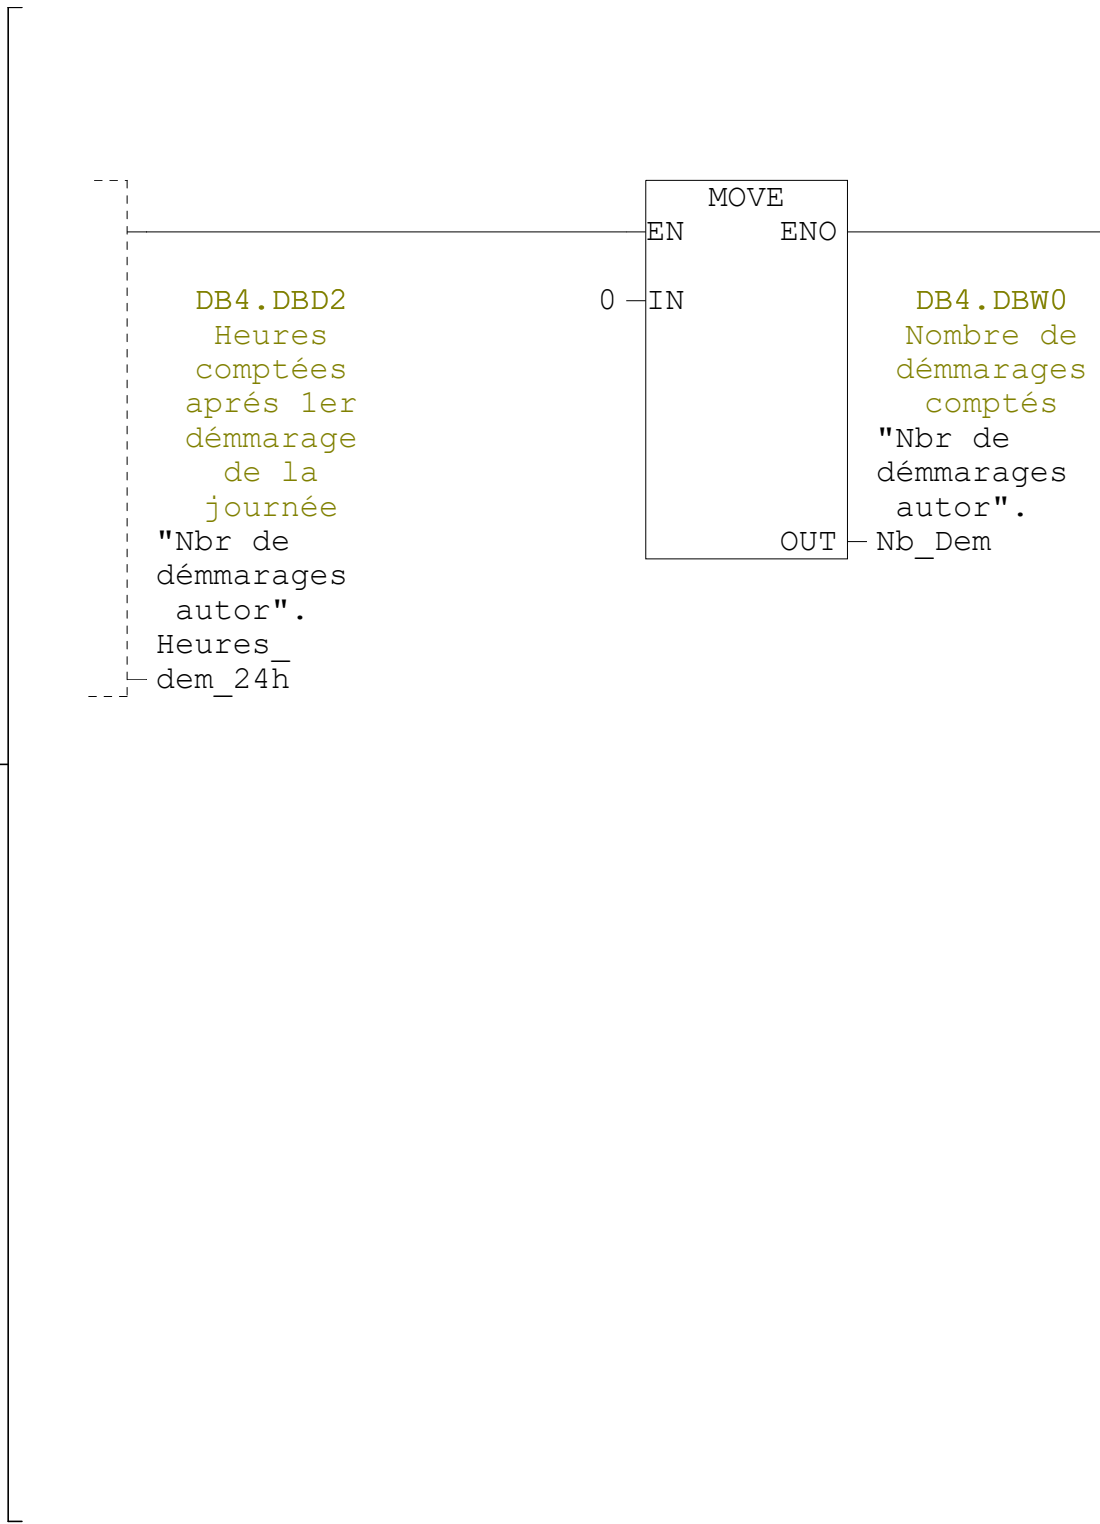 MOVE
EN ENO
DB4.DBD2
Heures
comptées
aprés 1er
démmarage
de la
journée
"Nbr de
démmarages
autor".
Heures_
dem_24h
0 IN
DB4.DBW0
Nombre de
démmarages
comptés
"Nbr de
démmarages
autor".
OUT Nb_Dem